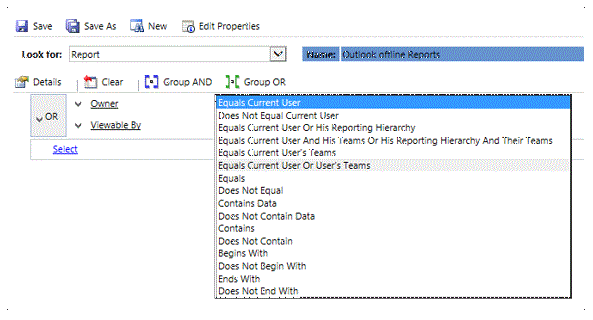 Save Save As New Edit Properties
Look for: Report Name: Outlook offline Reports
Details Clear Group AND Group OR
OR Owner
Viewable By
Select
Equals Current User
Does Not Equal Current User
Equals Current User Or His Reporting Hierarchy
Equals Current User And His Teams Or His Reporting Hierarchy And Their Teams
Equals Current User's Teams
Equals Current User Or User's Teams
Equals
Does Not Equal
Contains Data
Does Not Contain Data
Contains
Does Not Contain
Begins With
Does Not Begin With
Ends With
Does Not End With